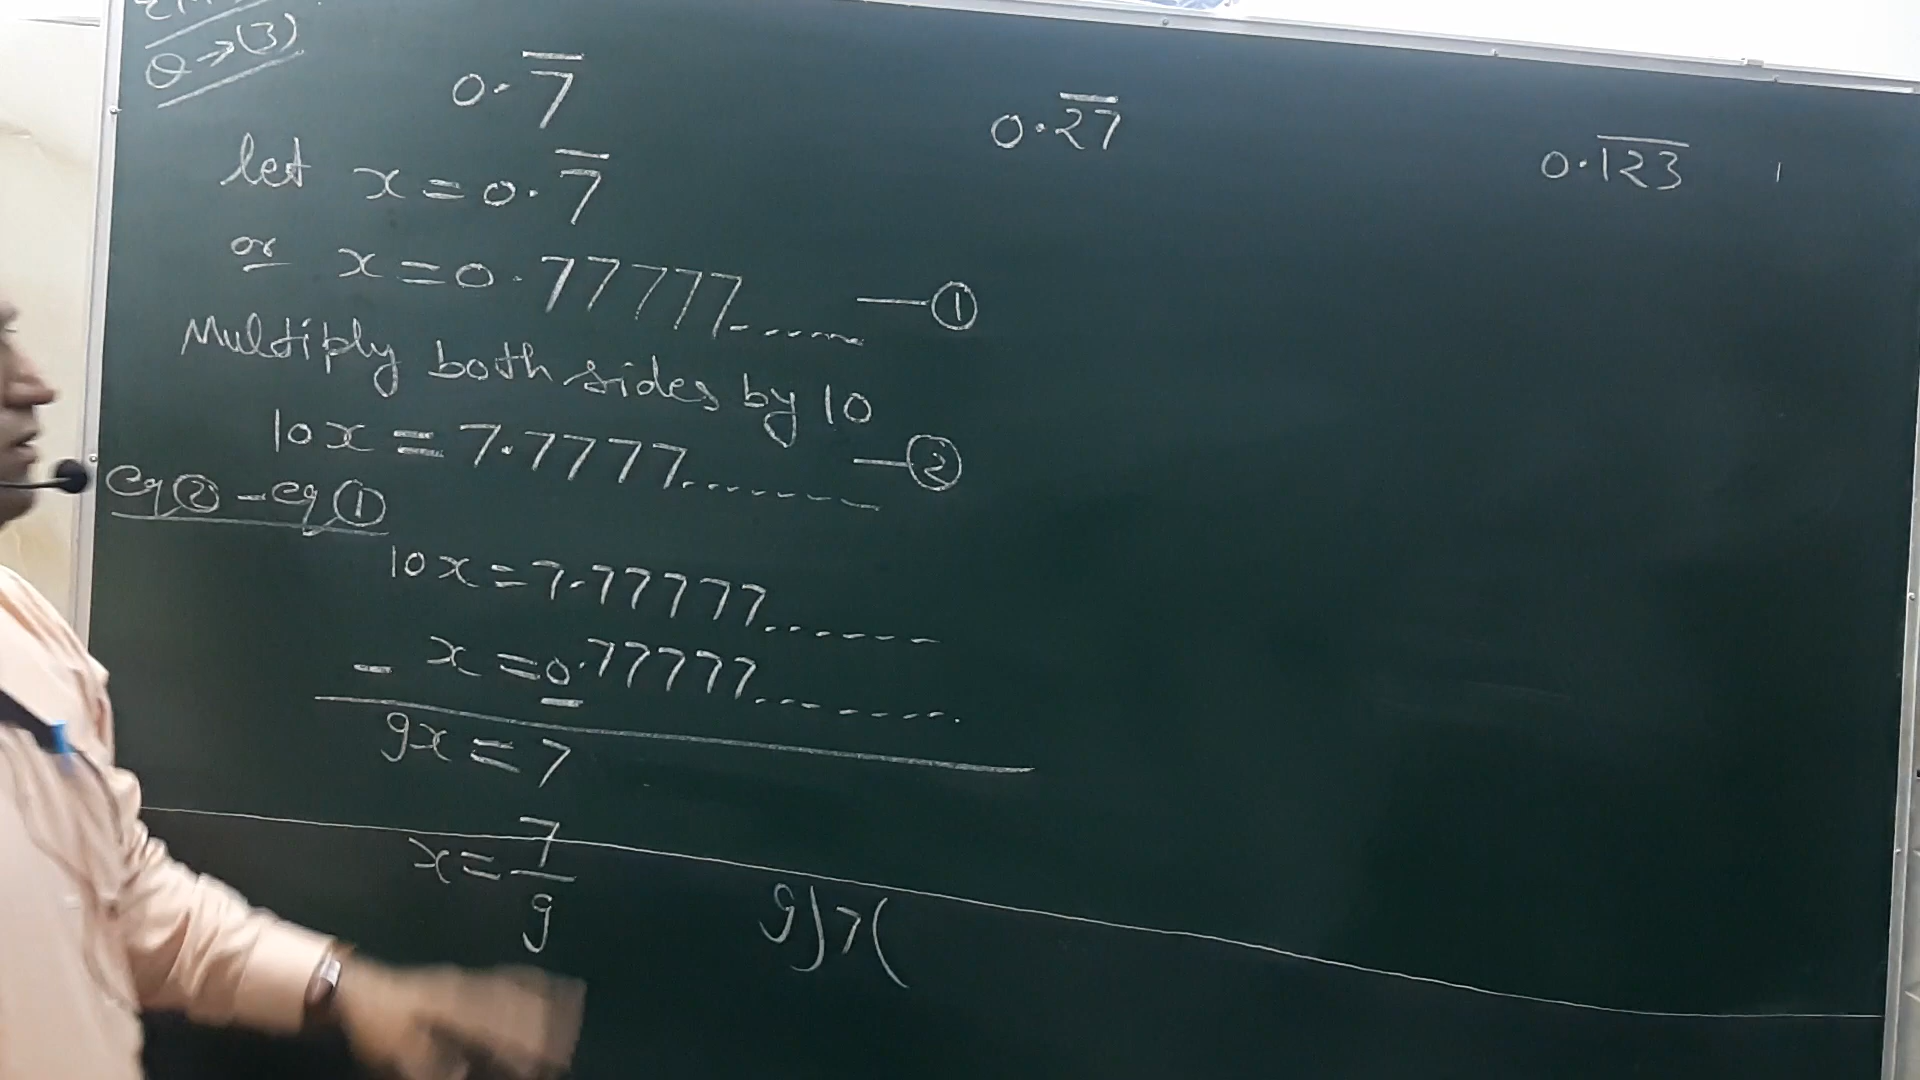 Q→(3)
0.7̅
let x = 0.7̅
or x = 0.77777...... —①
Multiply both sides by 10
10x = 7.7777....... —②
eq② - eq①
10x = 7.77777.......
- x = 0.77777........
9x = 7
x = 7/9
9)7(
0.2̅7̅
0.1̅2̅3̅